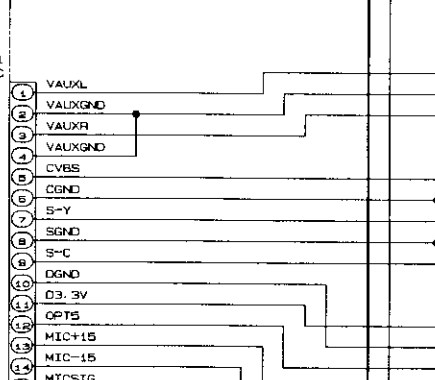 1 VAUXL
2 VAUXGND
3 VAUXR
4 VAUXGND
5 CVBS
6 CGND
7 S-Y
8 SGND
9 S-C
10 DGND
11 D3.3V
12 OPT5
13 MIC+15
14 MIC-15
MICSIG